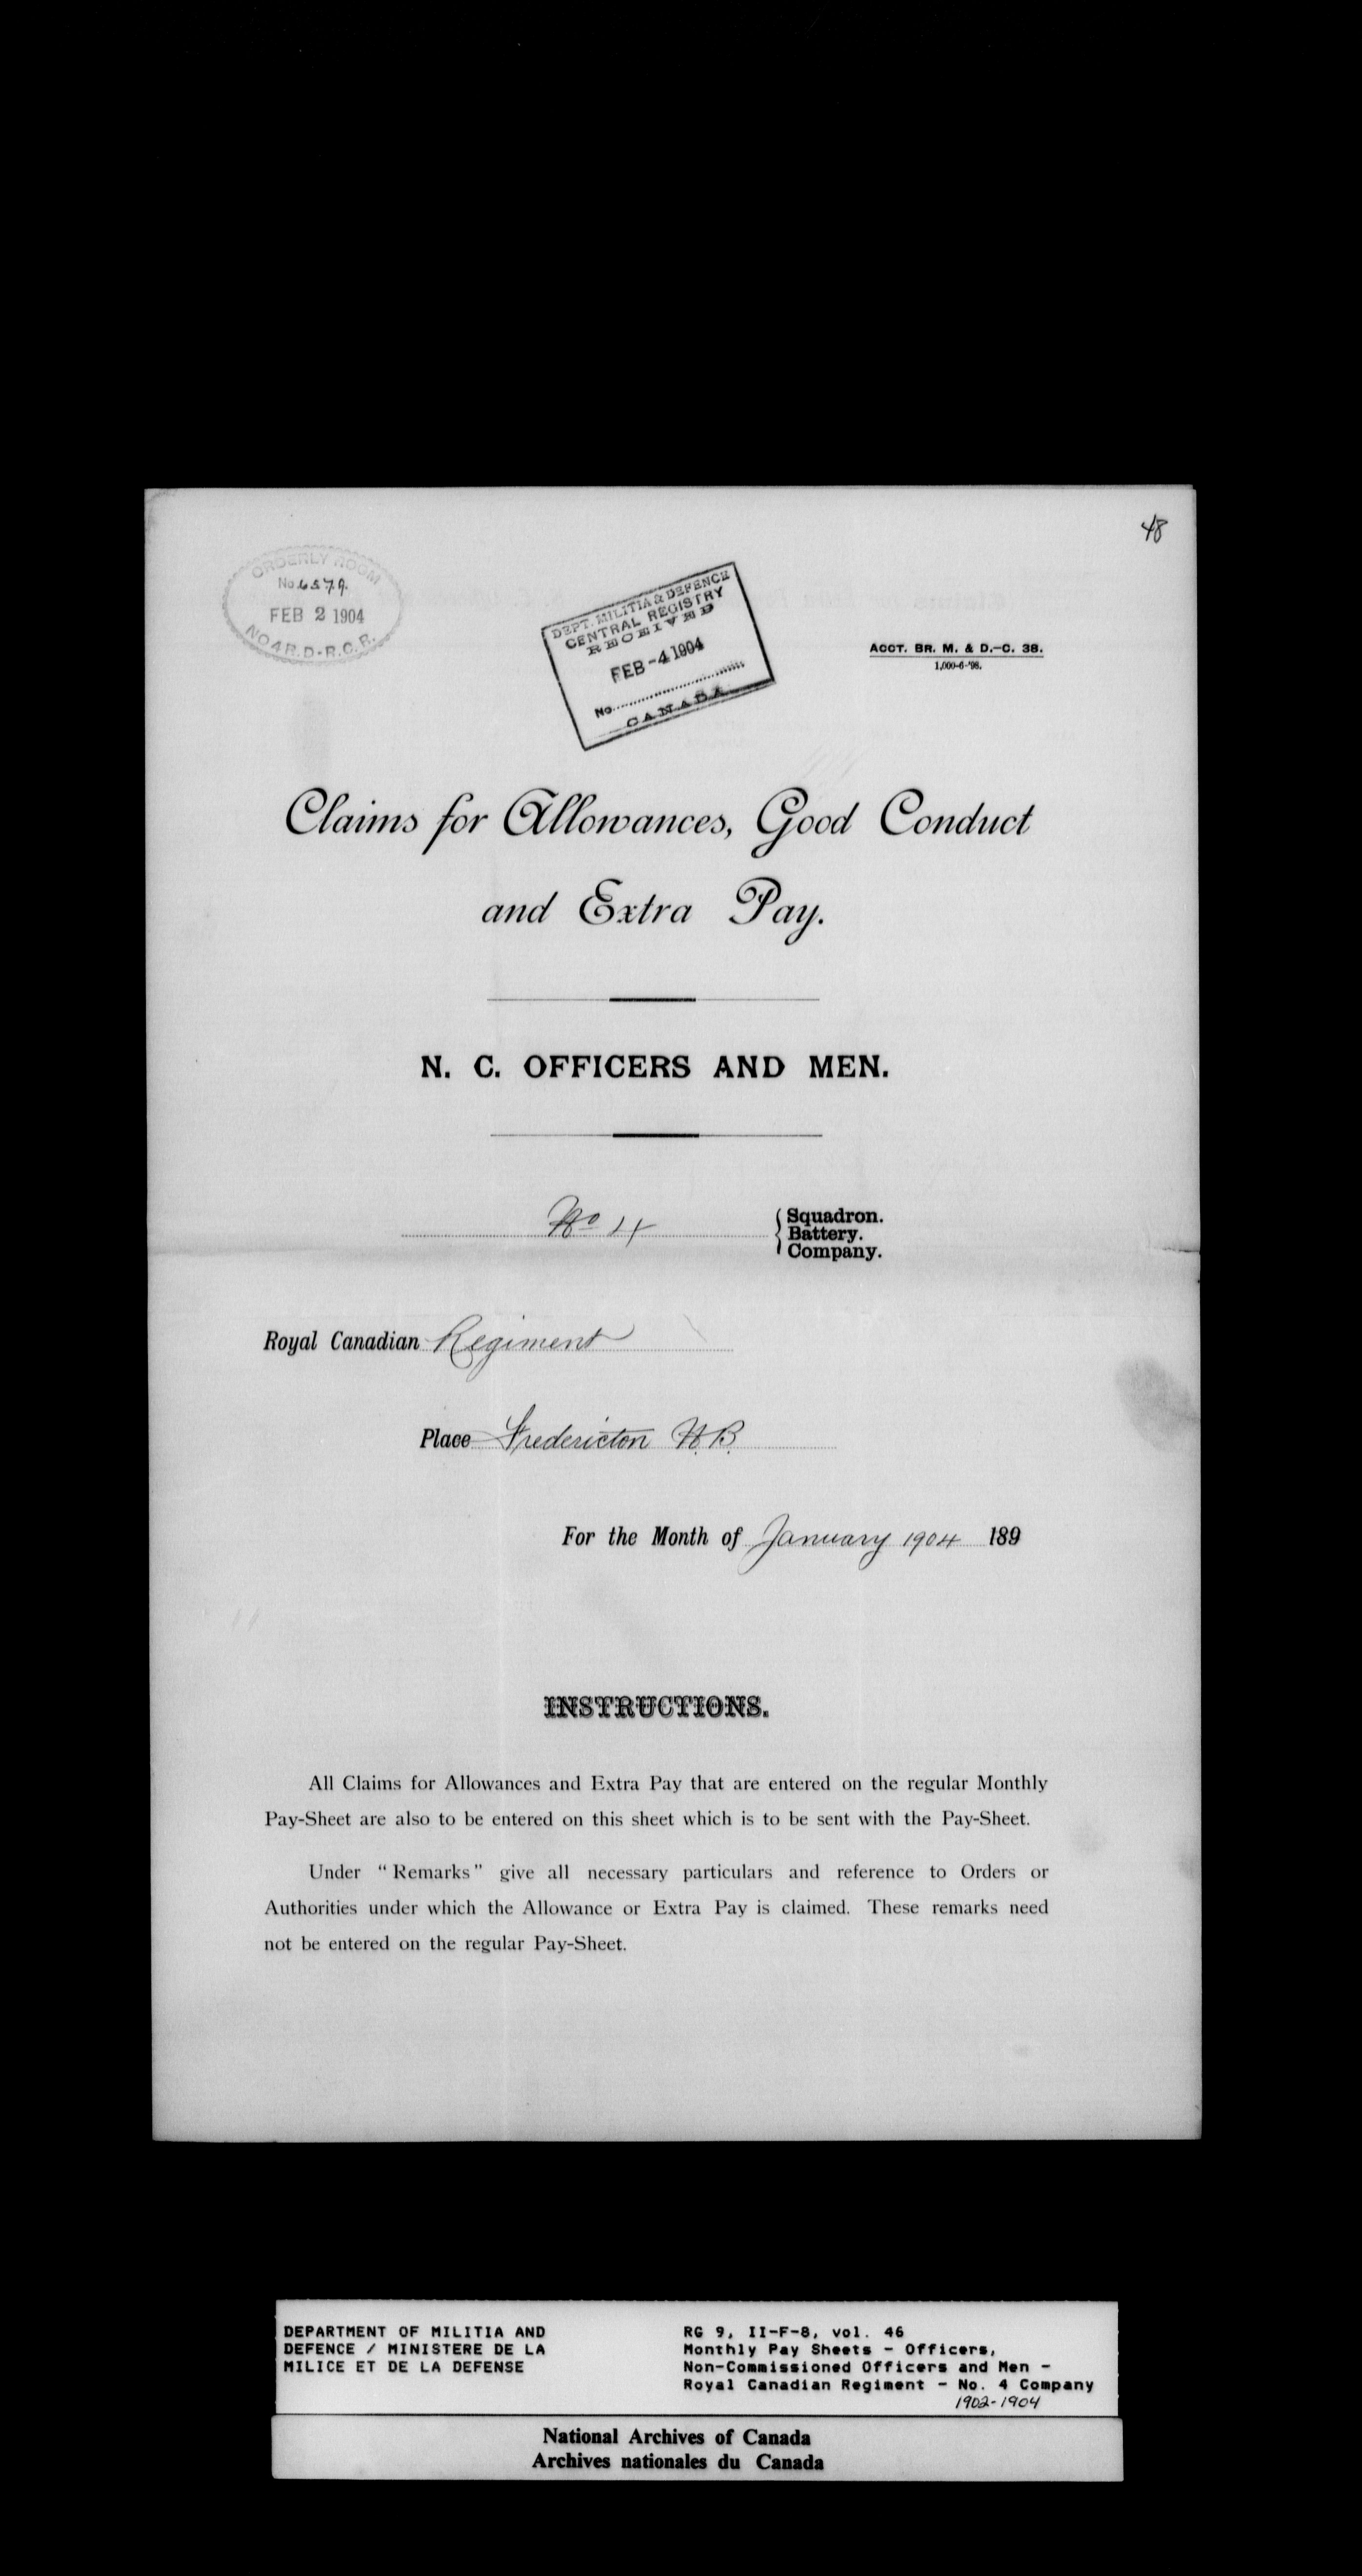 48
ORDERLY ROOM
No. 6579.
FEB 2 1904
NO 4 R. D - R. C. R.
DEPT. MILITIA & DEFENCE
CENTRAL REGISTRY
RECEIVED
FEB - 4 1904
No.
CANADA
ACCT. BR. M. & D.-C. 38.
1,000-6-'98.
Claims for Allowances, Good Conduct
and Extra Pay.
N. C. OFFICERS AND MEN.
No 4
Squadron.
Battery.
Company.
Royal Canadian Regiment
Place Fredericton N.B.
For the Month of January 1904 189
INSTRUCTIONS.
All Claims for Allowances and Extra Pay that are entered on the regular Monthly
Pay-Sheet are also to be entered on this sheet which is to be sent with the Pay-Sheet.
Under "Remarks" give all necessary particulars and reference to Orders or
Authorities under which the Allowance or Extra Pay is claimed. These remarks need
not be entered on the regular Pay-Sheet.
DEPARTMENT OF MILITIA AND
DEFENCE / MINISTERE DE LA
MILICE ET DE LA DEFENSE
RG 9, II-F-8, vol. 46
Monthly Pay Sheets - Officers,
Non-Commissioned Officers and Men -
Royal Canadian Regiment - No. 4 Company
1902-1904
National Archives of Canada
Archives nationales du Canada